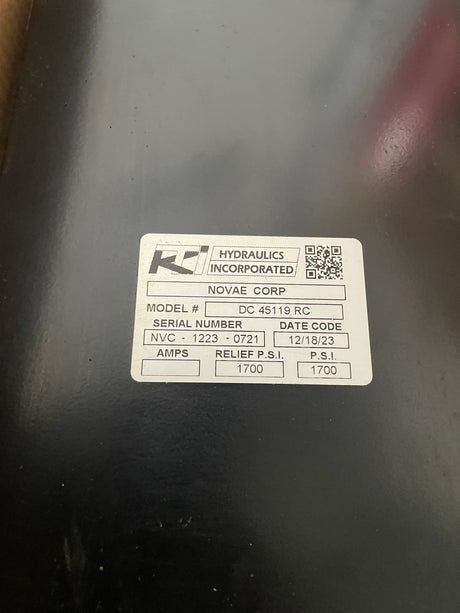 KTI HYDRAULICS
INCORPORATED
NOVAE CORP
MODEL # DC 45119 RC
SERIAL NUMBER DATE CODE
NVC - 1223 - 0721 12/18/23
AMPS RELIEF P.S.I. P.S.I.
1700 1700